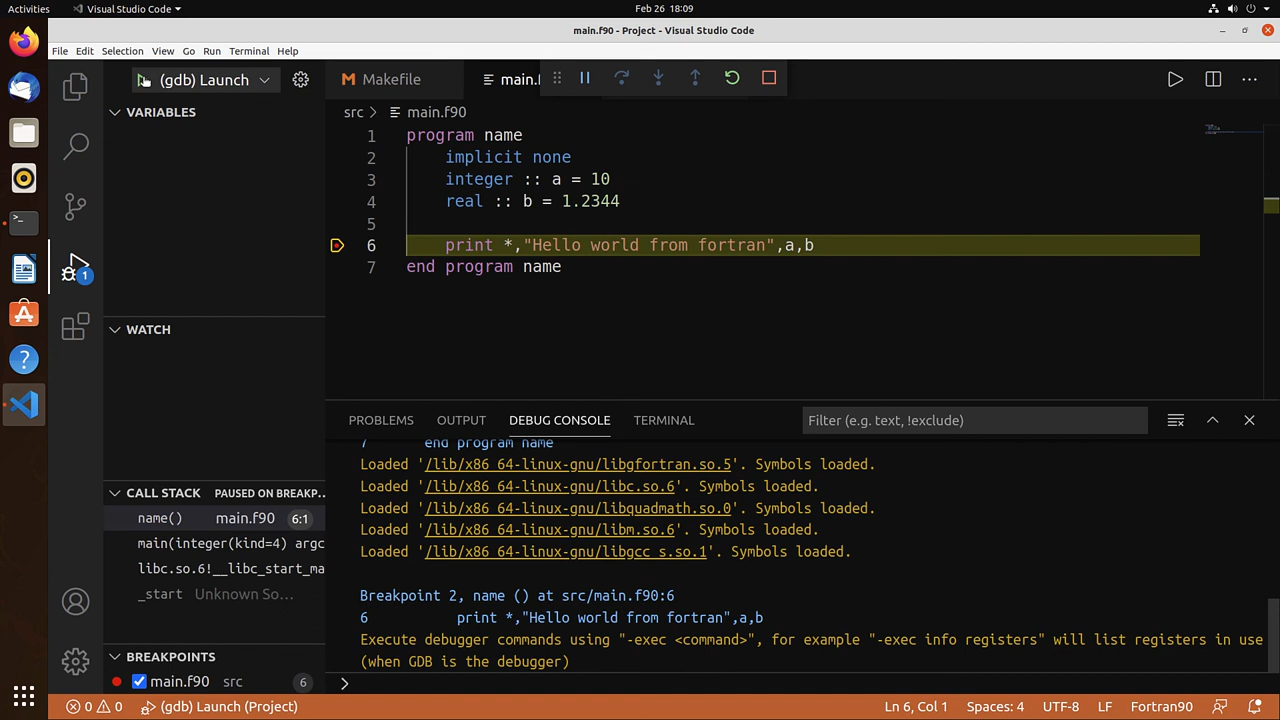 Activities
Visual Studio Code
Feb 26 18:09
main.f90 - Project - Visual Studio Code
File Edit Selection View Go Run Terminal Help
(gdb) Launch
Makefile
main.f
VARIABLES
src > main.f90
1 program name
2 implicit none
3 integer :: a = 10
4 real :: b = 1.2344
5
6 print *,"Hello world from fortran",a,b
7 end program name
1
WATCH
PROBLEMS OUTPUT DEBUG CONSOLE TERMINAL
Filter (e.g. text, !exclude)
7 end program name
Loaded '/lib/x86_64-linux-gnu/libgfortran.so.5'. Symbols loaded.
Loaded '/lib/x86_64-linux-gnu/libc.so.6'. Symbols loaded.
Loaded '/lib/x86_64-linux-gnu/libquadmath.so.0'. Symbols loaded.
Loaded '/lib/x86_64-linux-gnu/libm.so.6'. Symbols loaded.
Loaded '/lib/x86_64-linux-gnu/libgcc_s.so.1'. Symbols loaded.
Breakpoint 2, name () at src/main.f90:6
6 print *,"Hello world from fortran",a,b
Execute debugger commands using "-exec <command>", for example "-exec info registers" will list registers in use
(when GDB is the debugger)
>
CALL STACK PAUSED ON BREAKP...
name() main.f90 6:1
main(integer(kind=4) argc
libc.so.6!__libc_start_ma
_start Unknown So...
BREAKPOINTS
main.f90 src 6
0 0 (gdb) Launch (Project)
Ln 6, Col 1 Spaces: 4 UTF-8 LF Fortran90